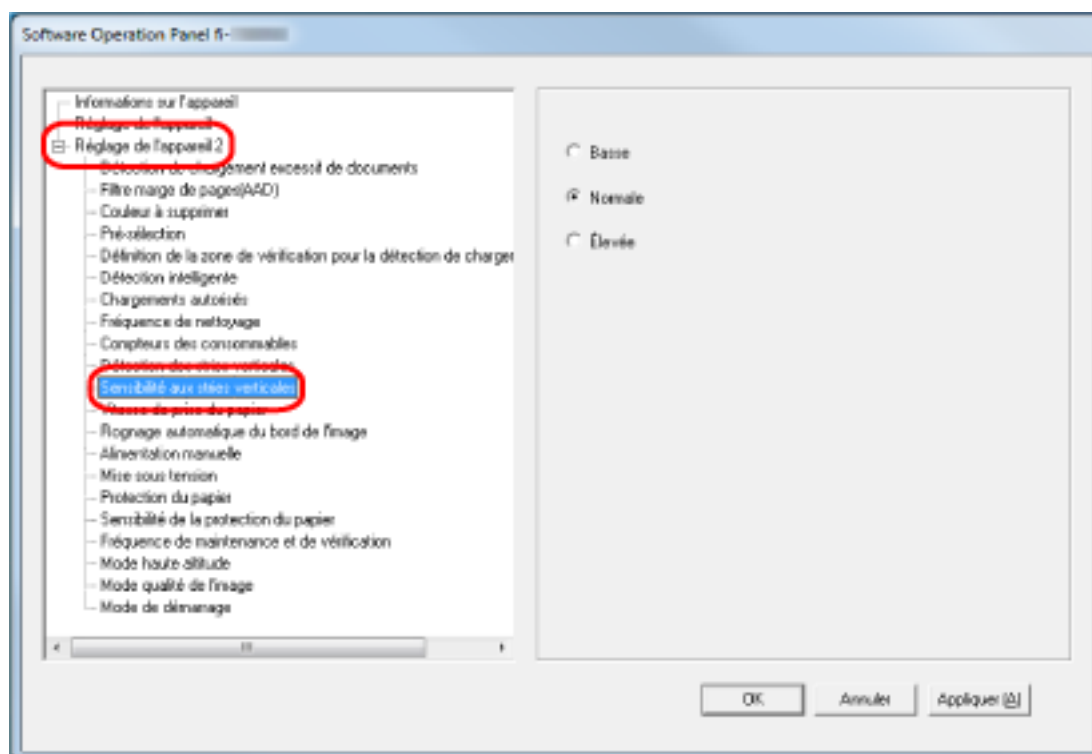 Software Operation Panel fi-
Informations sur l'appareil
Réglage de l'appareil
Réglage de l'appareil 2
Détection de chargement excessif de documents
Filtre marge de pages(AAD)
Couleur à supprimer
Pré-sélection
Définition de la zone de vérification pour la détection de charger
Détection intelligente
Chargements autorisés
Fréquence de nettoyage
Compteurs des consommables
Détection des stries verticales
Sensibilité aux stries verticales
Vitesse de prise du papier
Rognage automatique du bord de l'image
Alimentation manuelle
Mise sous tension
Protection du papier
Sensibilité de la protection du papier
Fréquence de maintenance et de vérification
Mode haute altitude
Mode qualité de l'image
Mode de démarrage
Basse
Normale
Élevée
OK
Annuler
Appliquer (A)